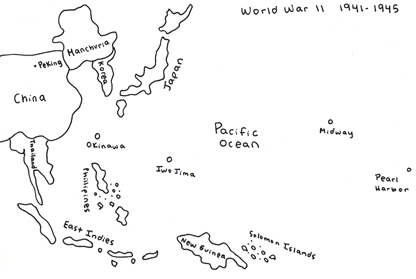 World War II 1941-1945
Manchuria
Peking
Korea
Japan
China
Pacific
Ocean
Midway
Thailand
Okinawa
Iwo Jima
Pearl
Harbor
Philippines
East Indies
New Guinea
Solomon Islands